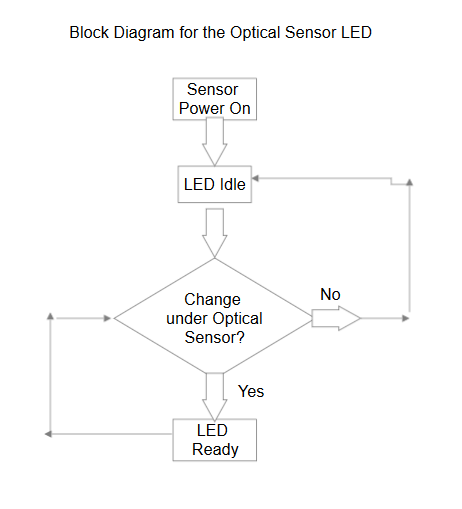 Block Diagram for the Optical Sensor LED
Sensor
Power On
LED Idle
Change
under Optical
Sensor?
No
Yes
LED
Ready